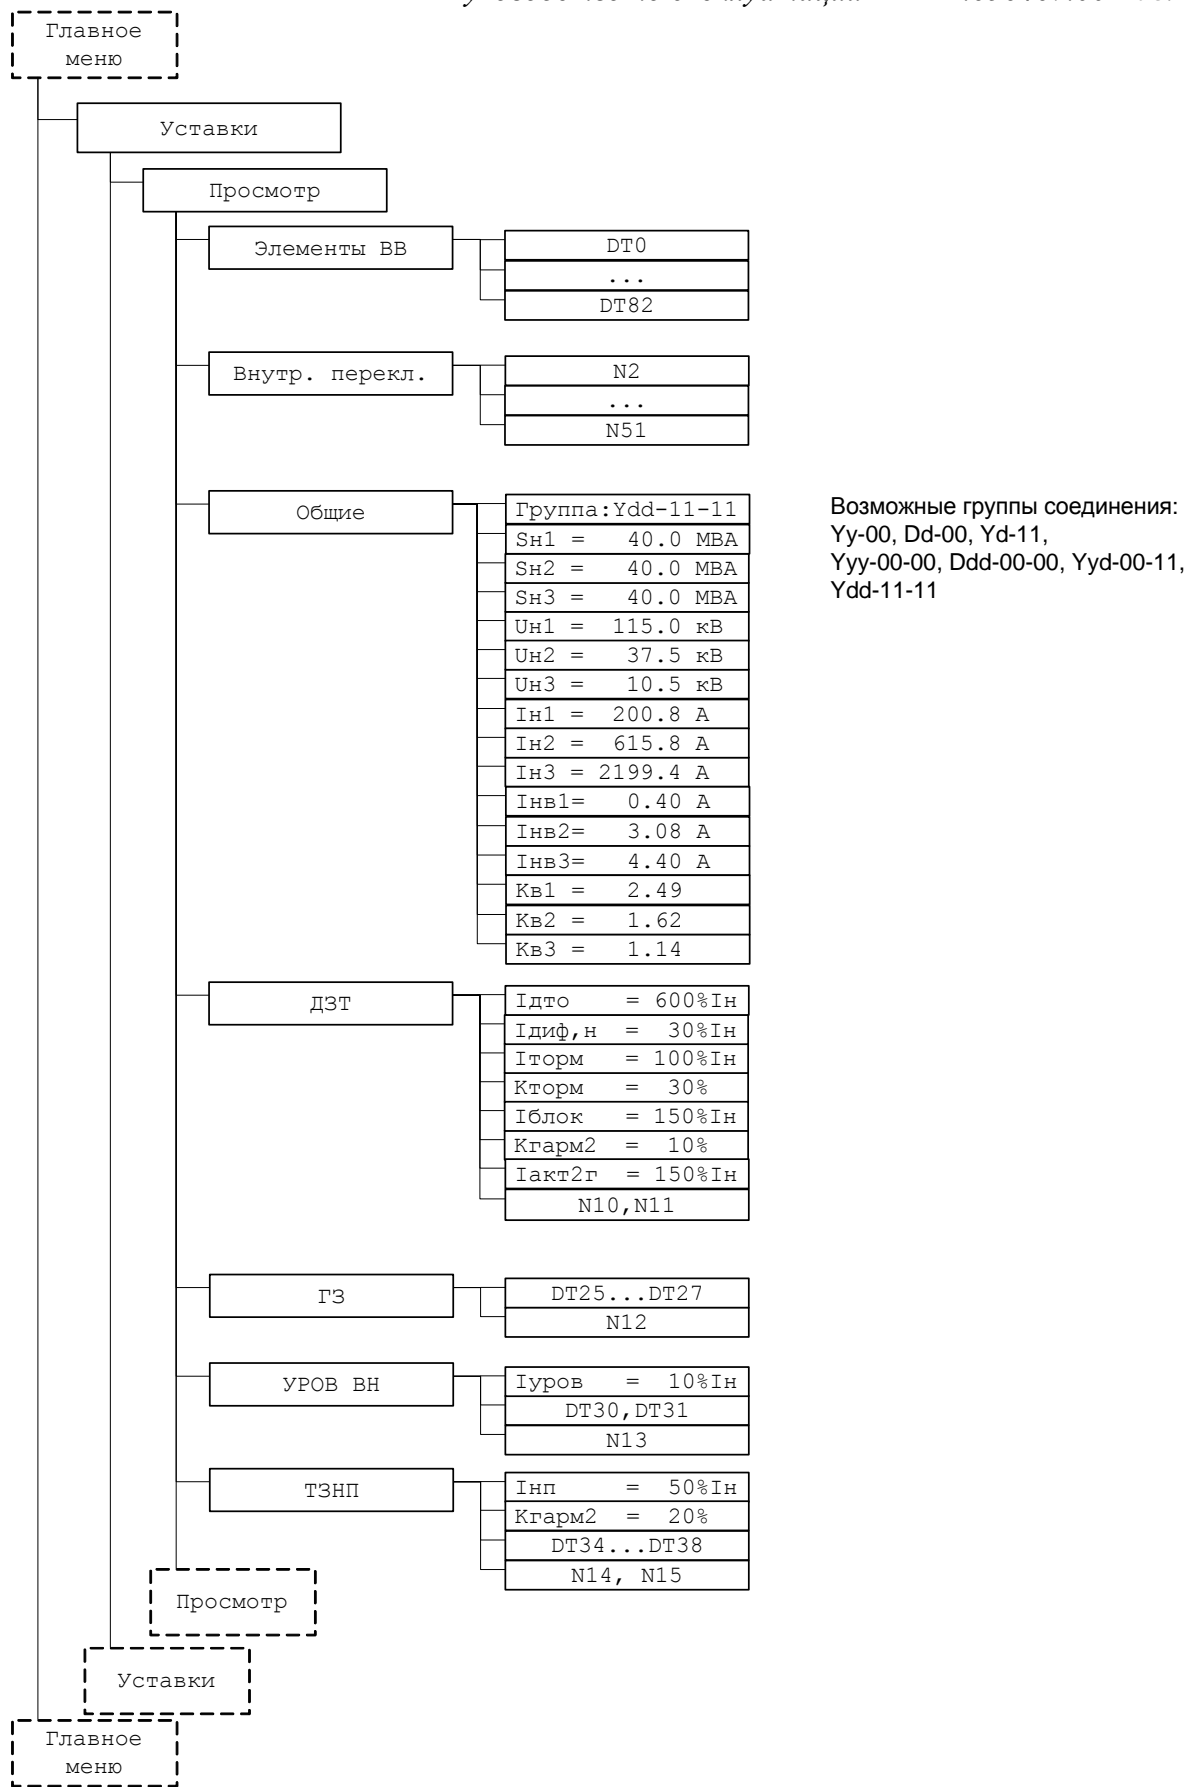 Главное
меню
Уставки
Просмотр
Элементы ВВ
DT0
...
DT82
Внутр. перекл.
N2
...
N51
Общие
Группа:Ydd-11-11
Sн1 = 40.0 МВА
Sн2 = 40.0 МВА
Sн3 = 40.0 МВА
Uн1 = 115.0 кВ
Uн2 = 37.5 кВ
Uн3 = 10.5 кВ
Iн1 = 200.8 А
Iн2 = 615.8 А
Iн3 = 2199.4 А
Iнв1= 0.40 А
Iнв2= 3.08 А
Iнв3= 4.40 А
Кв1 = 2.49
Кв2 = 1.62
Кв3 = 1.14
Возможные группы соединения:
Yy-00, Dd-00, Yd-11,
Yyy-00-00, Ddd-00-00, Yyd-00-11,
Ydd-11-11
ДЗТ
Iдто = 600%Iн
Iдиф,н = 30%Iн
Iторм = 100%Iн
Кторм = 30%
Iблок = 150%Iн
Кгарм2 = 10%
Iакт2г = 150%Iн
N10,N11
ГЗ
DT25...DT27
N12
УРОВ ВН
Iуров = 10%Iн
DT30,DT31
N13
ТЗНП
Iнп = 50%Iн
Кгарм2 = 20%
DT34...DT38
N14, N15
Просмотр
Уставки
Главное
меню